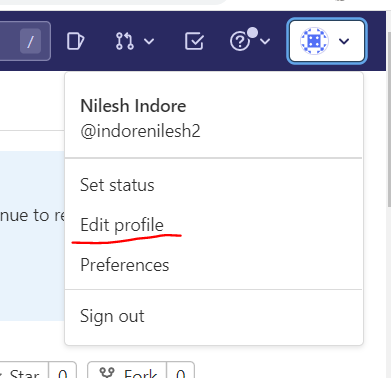 /
Nilesh Indore
@indorenilesh2
Set status
nue to re
Edit profile
Preferences
Sign out
Star 0 Fork 0